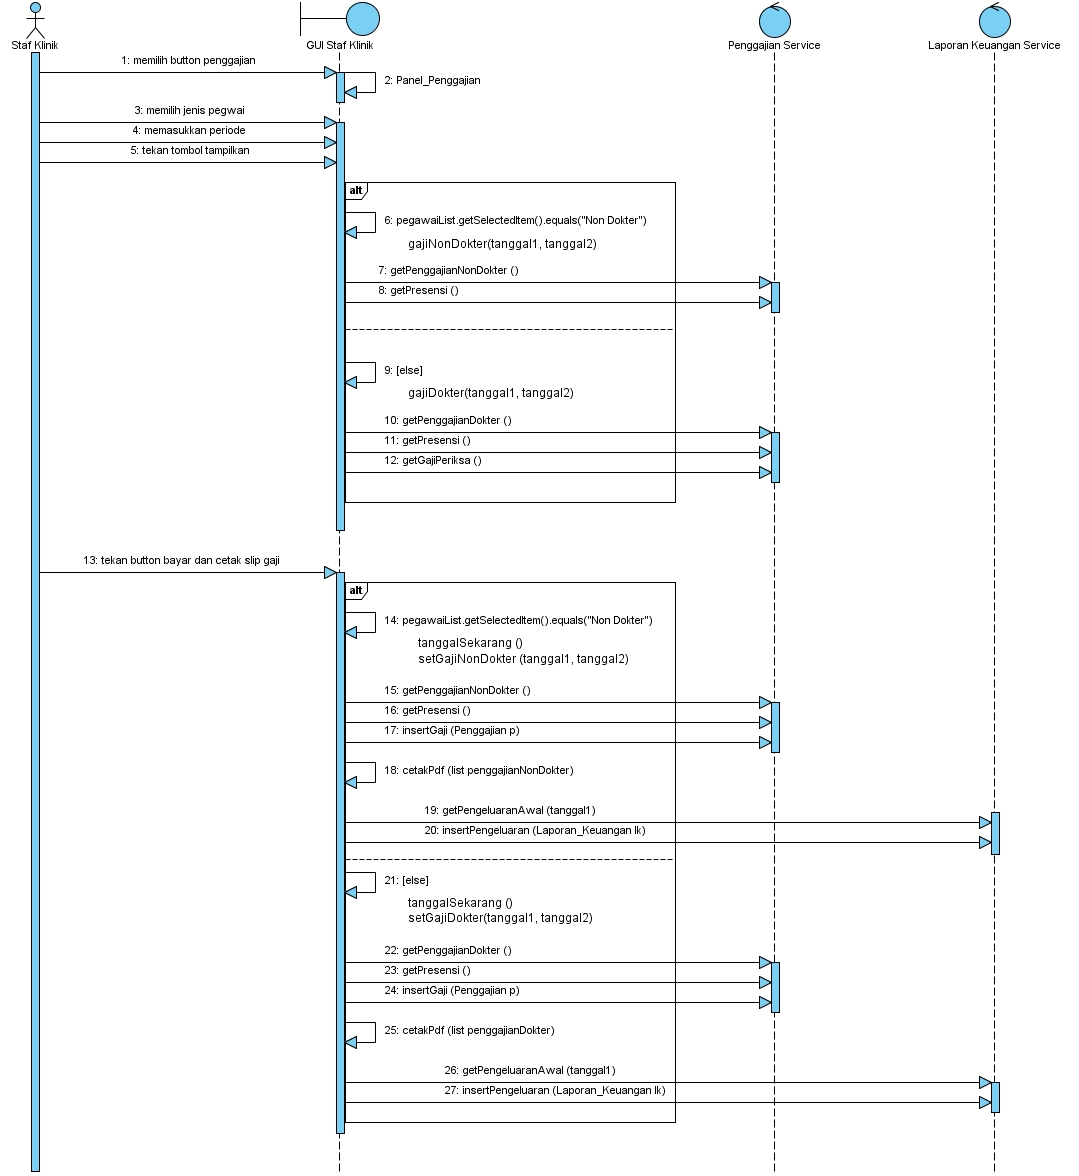 Staf Klinik
GUI Staf Klinik
Penggajian Service
Laporan Keuangan Service
1: memilih button penggajian
2: Panel_Penggajian
3: memilih jenis pegwai
4: memasukkan periode
5: tekan tombol tampilkan
alt
6: pegawaiList.getSelectedItem().equals("Non Dokter")
gajiNonDokter(tanggal1, tanggal2)
7: getPenggajianNonDokter ()
8: getPresensi ()
9: [else]
gajiDokter(tanggal1, tanggal2)
10: getPenggajianDokter ()
11: getPresensi ()
12: getGajiPeriksa ()
13: tekan button bayar dan cetak slip gaji
alt
14: pegawaiList.getSelectedItem().equals("Non Dokter")
tanggalSekarang ()
setGajiNonDokter (tanggal1, tanggal2)
15: getPenggajianNonDokter ()
16: getPresensi ()
17: insertGaji (Penggajian p)
18: cetakPdf (list penggajianNonDokter)
19: getPengeluaranAwal (tanggal1)
20: insertPengeluaran (Laporan_Keuangan lk)
21: [else]
tanggalSekarang ()
setGajiDokter(tanggal1, tanggal2)
22: getPenggajianDokter ()
23: getPresensi ()
24: insertGaji (Penggajian p)
25: cetakPdf (list penggajianDokter)
26: getPengeluaranAwal (tanggal1)
27: insertPengeluaran (Laporan_Keuangan lk)